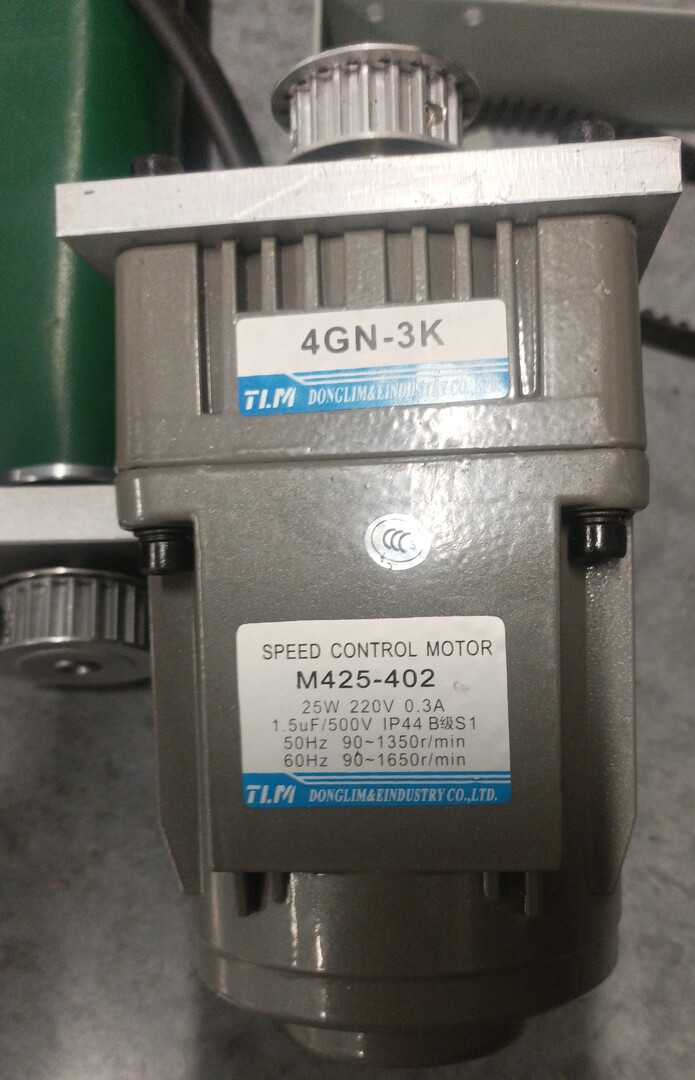 4GN-3K
TLM DONGLIM&EINDUSTRY CO.,LTD.
CCC
SPEED CONTROL MOTOR
M425-402
25W 220V 0.3A
1.5uF/500V IP44 B级S1
50Hz 90~1350r/min
60Hz 90~1650r/min
TLM DONGLIM&EINDUSTRY CO.,LTD.